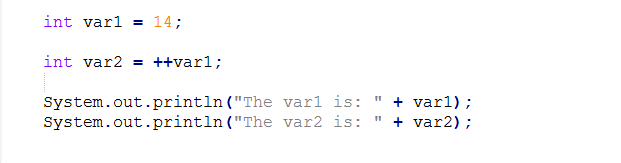 int var1 = 14;
int var2 = ++var1;
System.out.println("The var1 is: " + var1);
System.out.println("The var2 is: " + var2);